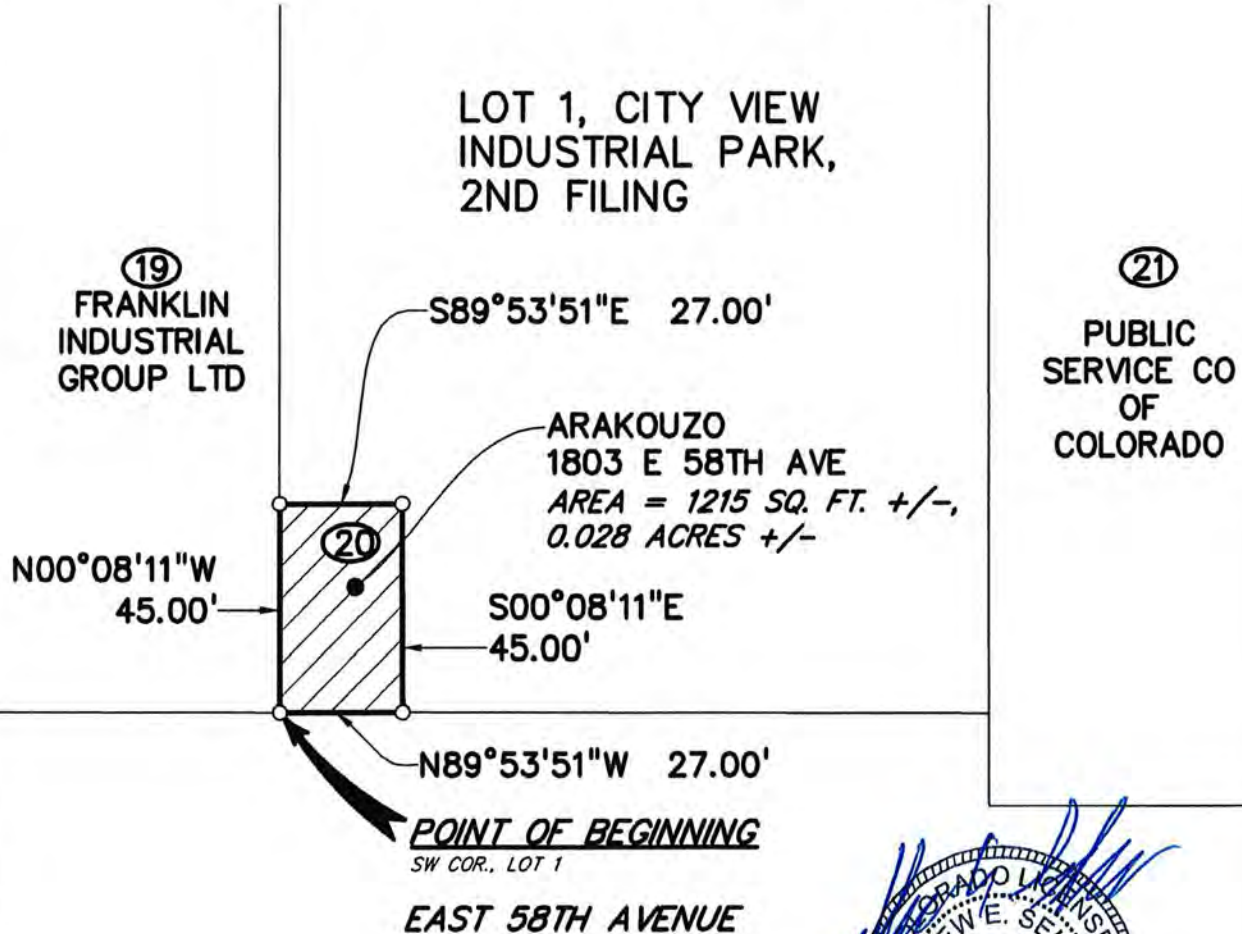 LOT 1, CITY VIEW
INDUSTRIAL PARK,
2ND FILING
19
FRANKLIN
INDUSTRIAL
GROUP LTD
21
PUBLIC
SERVICE CO
OF
COLORADO
S89°53'51"E 27.00'
ARAKOUZO
1803 E 58TH AVE
AREA = 1215 SQ. FT. +/-,
0.028 ACRES +/-
20
N00°08'11"W
45.00'
S00°08'11"E
45.00'
N89°53'51"W 27.00'
POINT OF BEGINNING
SW COR., LOT 1
EAST 58TH AVENUE